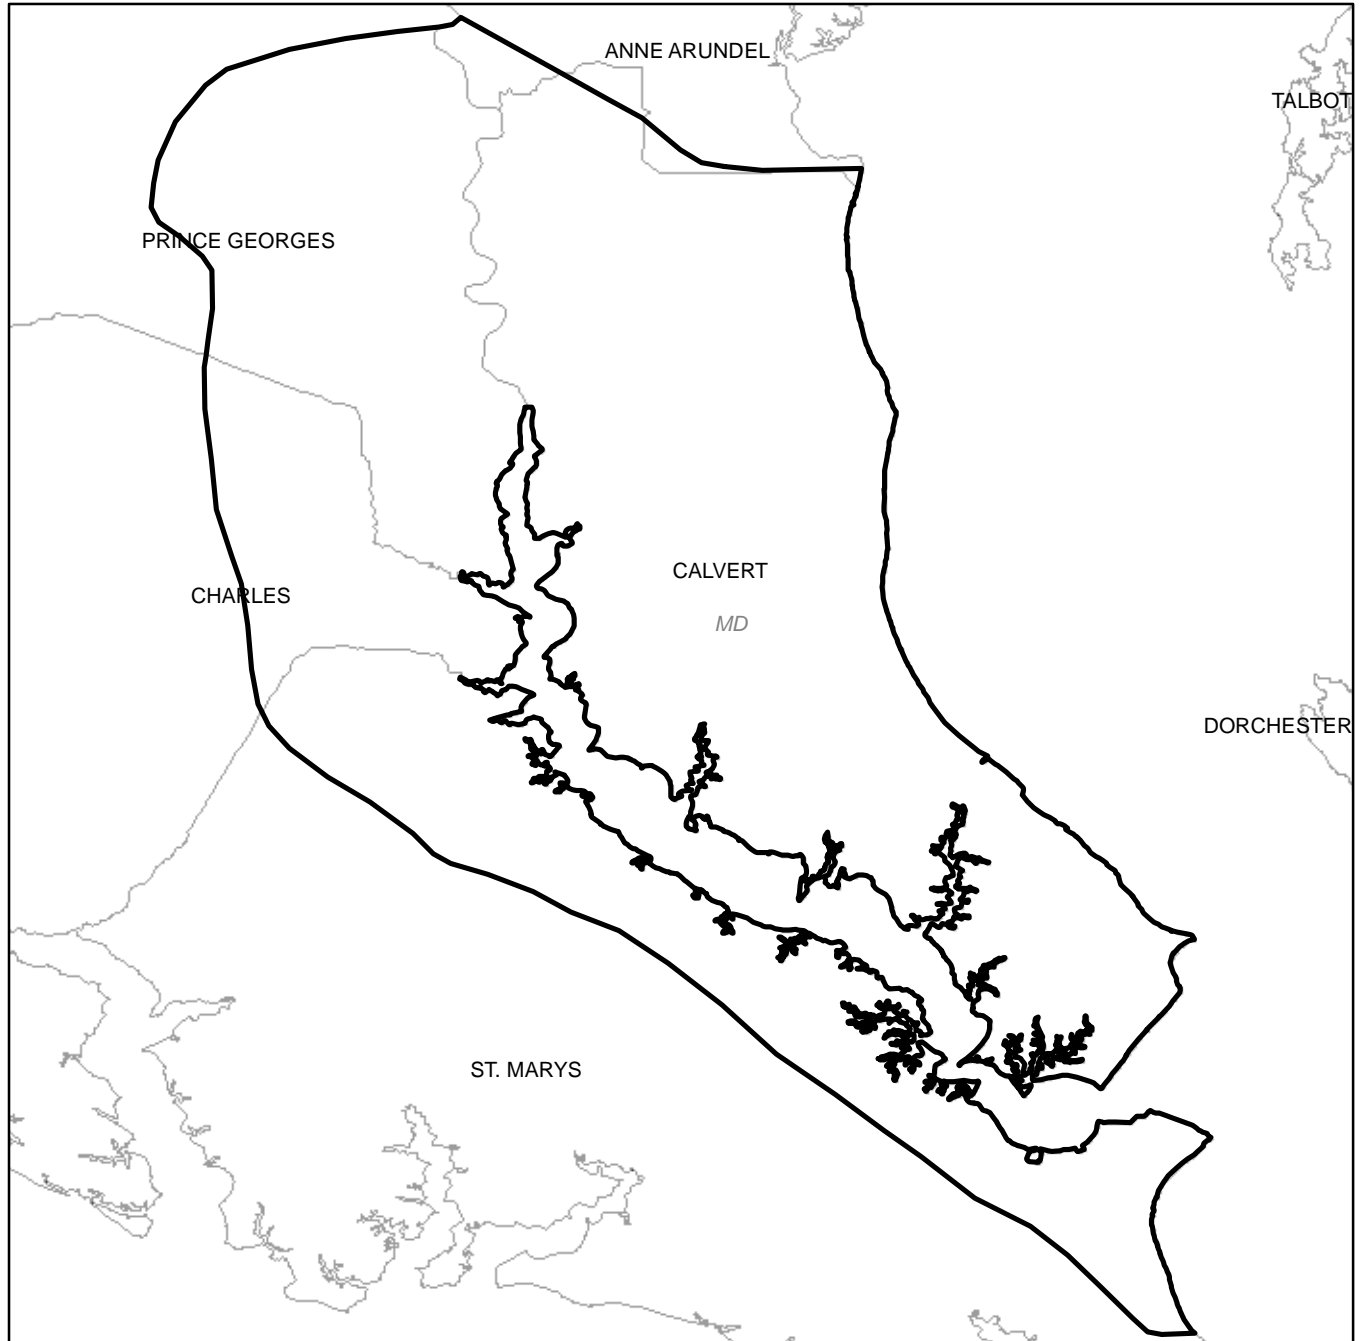 ANNE ARUNDEL
TALBOT
PRINCE GEORGES
CALVERT
CHARLES
MD
DORCHESTER
ST. MARYS